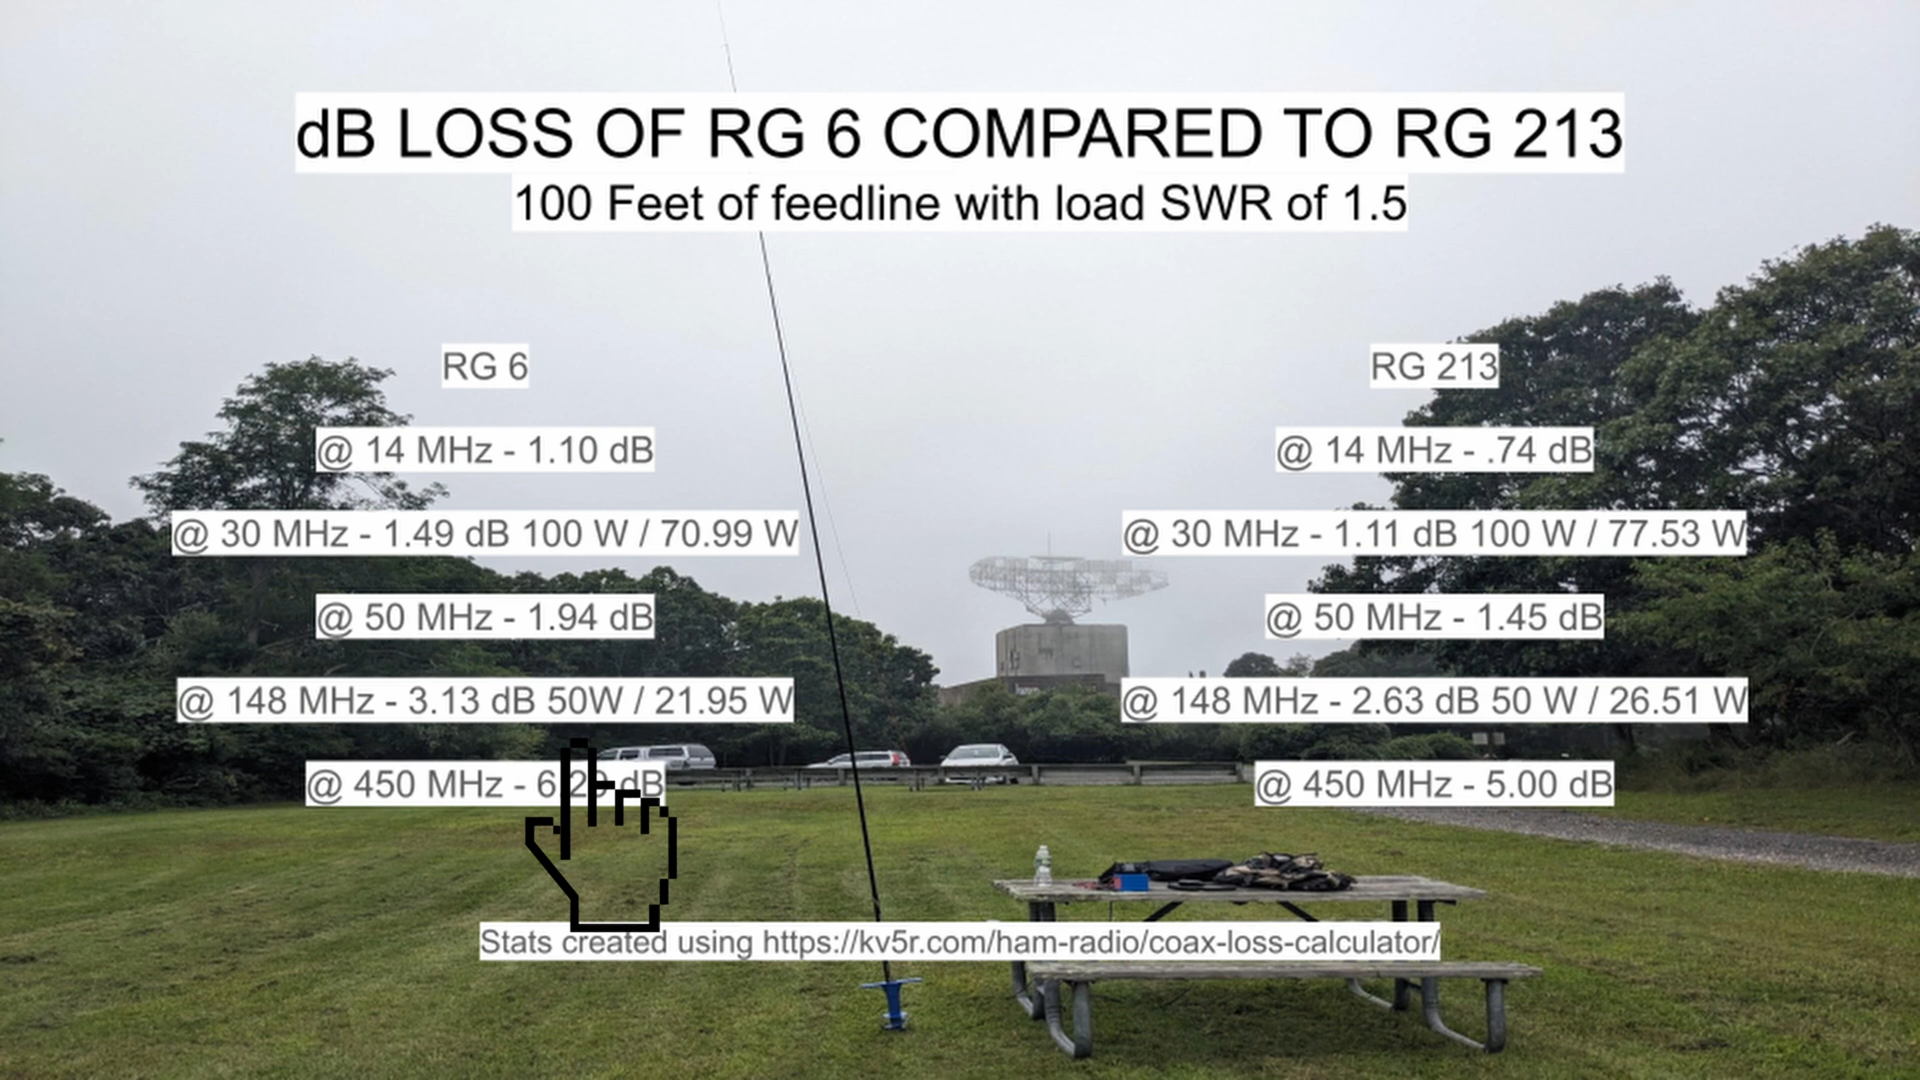 dB LOSS OF RG 6 COMPARED TO RG 213
100 Feet of feedline with load SWR of 1.5
RG 6
@ 14 MHz - 1.10 dB
@ 30 MHz - 1.49 dB 100 W / 70.99 W
@ 50 MHz - 1.94 dB
@ 148 MHz - 3.13 dB 50W / 21.95 W
@ 450 MHz - dB
RG 213
@ 14 MHz - .74 dB
@ 30 MHz - 1.11 dB 100 W / 77.53 W
@ 50 MHz - 1.45 dB
@ 148 MHz - 2.63 dB 50 W / 26.51 W
@ 450 MHz - 5.00 dB
Stats created using https://kv5r.com/ham-radio/coax-loss-calculator/